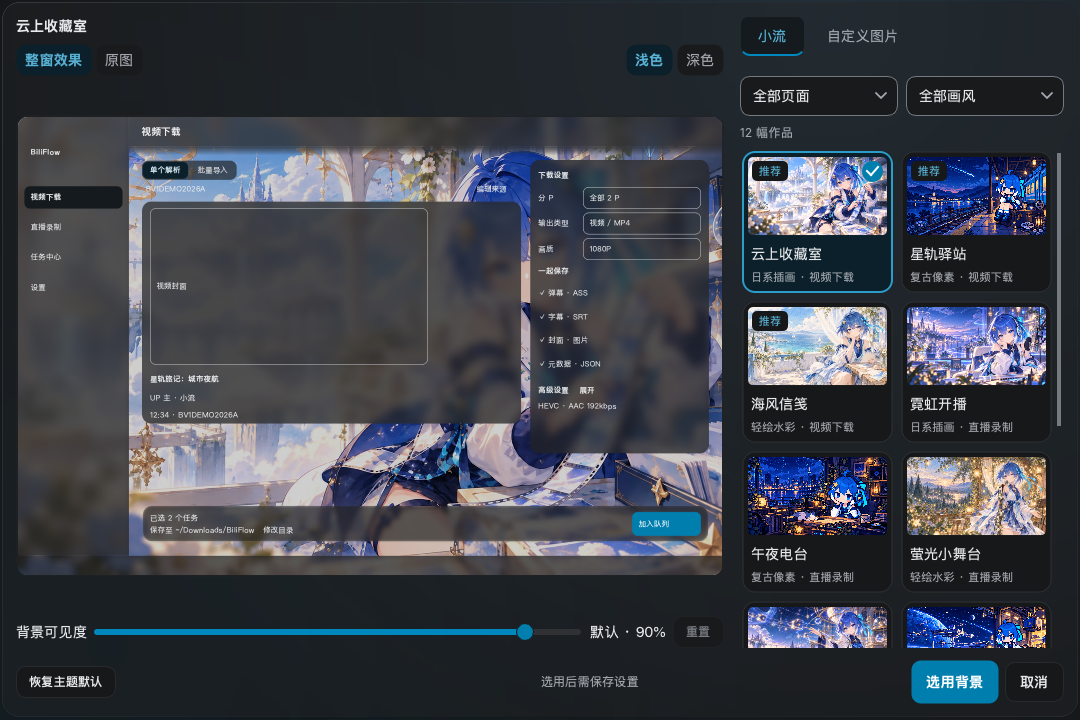 云上收藏室
整窗效果 原图
浅色 深色
视频下载
BiliFlow
视频下载
直播录制
任务中心
设置
单个解析 批量导入
BV1DEMO2026A 编辑来源
视频封面
星轨旅记：城市夜航
UP 主 · 小流
12:34 · BV1DEMO2026A
下载设置
分 P 全部 2 P
输出类型 视频 / MP4
画质 1080P
一起保存
✓ 弹幕 · ASS
✓ 字幕 · SRT
✓ 封面 · 图片
✓ 元数据 · JSON
高级设置 展开
HEVC · AAC 192kbps
已选 2 个任务
保存至 ~/Downloads/BiliFlow 修改目录
加入队列
背景可见度 默认 · 90% 重置
恢复主题默认
选用后需保存设置
小流 自定义图片
全部页面 全部画风
12 幅作品
推荐
云上收藏室
日系插画 · 视频下载
推荐
星轨驿站
复古像素 · 视频下载
推荐
海风信笺
轻绘水彩 · 视频下载
霓虹开播
日系插画 · 直播录制
午夜电台
复古像素 · 直播录制
萤光小舞台
轻绘水彩 · 直播录制
选用背景 取消